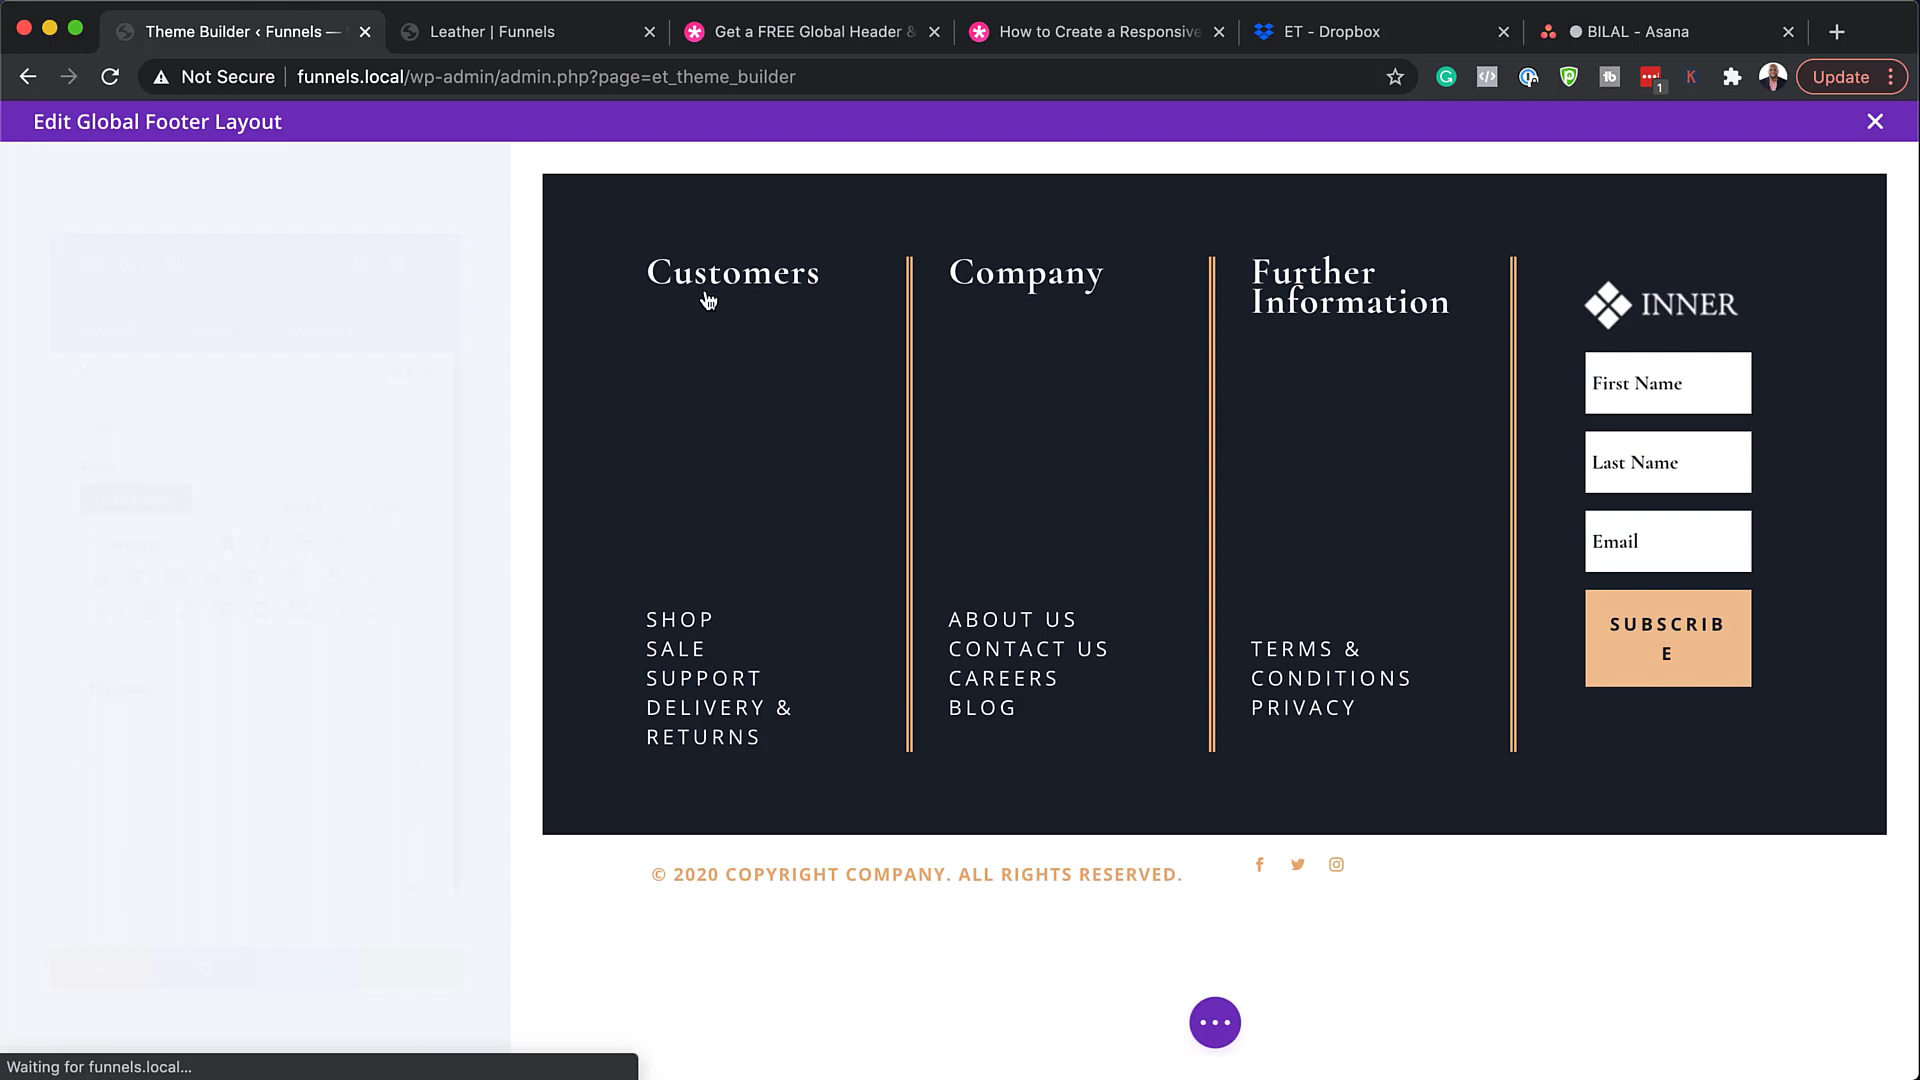 Theme Builder ‹ Funnels —
Leather | Funnels
Get a FREE Global Header &
How to Create a Responsive
ET - Dropbox
BILAL - Asana
Not Secure
funnels.local/wp-admin/admin.php?page=et_theme_builder
1
Update
Edit Global Footer Layout
Customers
Company
Further
Information
INNER
First Name
Last Name
Email
SUBSCRIB
E
SHOP
SALE
SUPPORT
DELIVERY &
RETURNS
ABOUT US
CONTACT US
CAREERS
BLOG
TERMS &
CONDITIONS
PRIVACY
© 2020 COPYRIGHT COMPANY. ALL RIGHTS RESERVED.
Waiting for funnels.local...